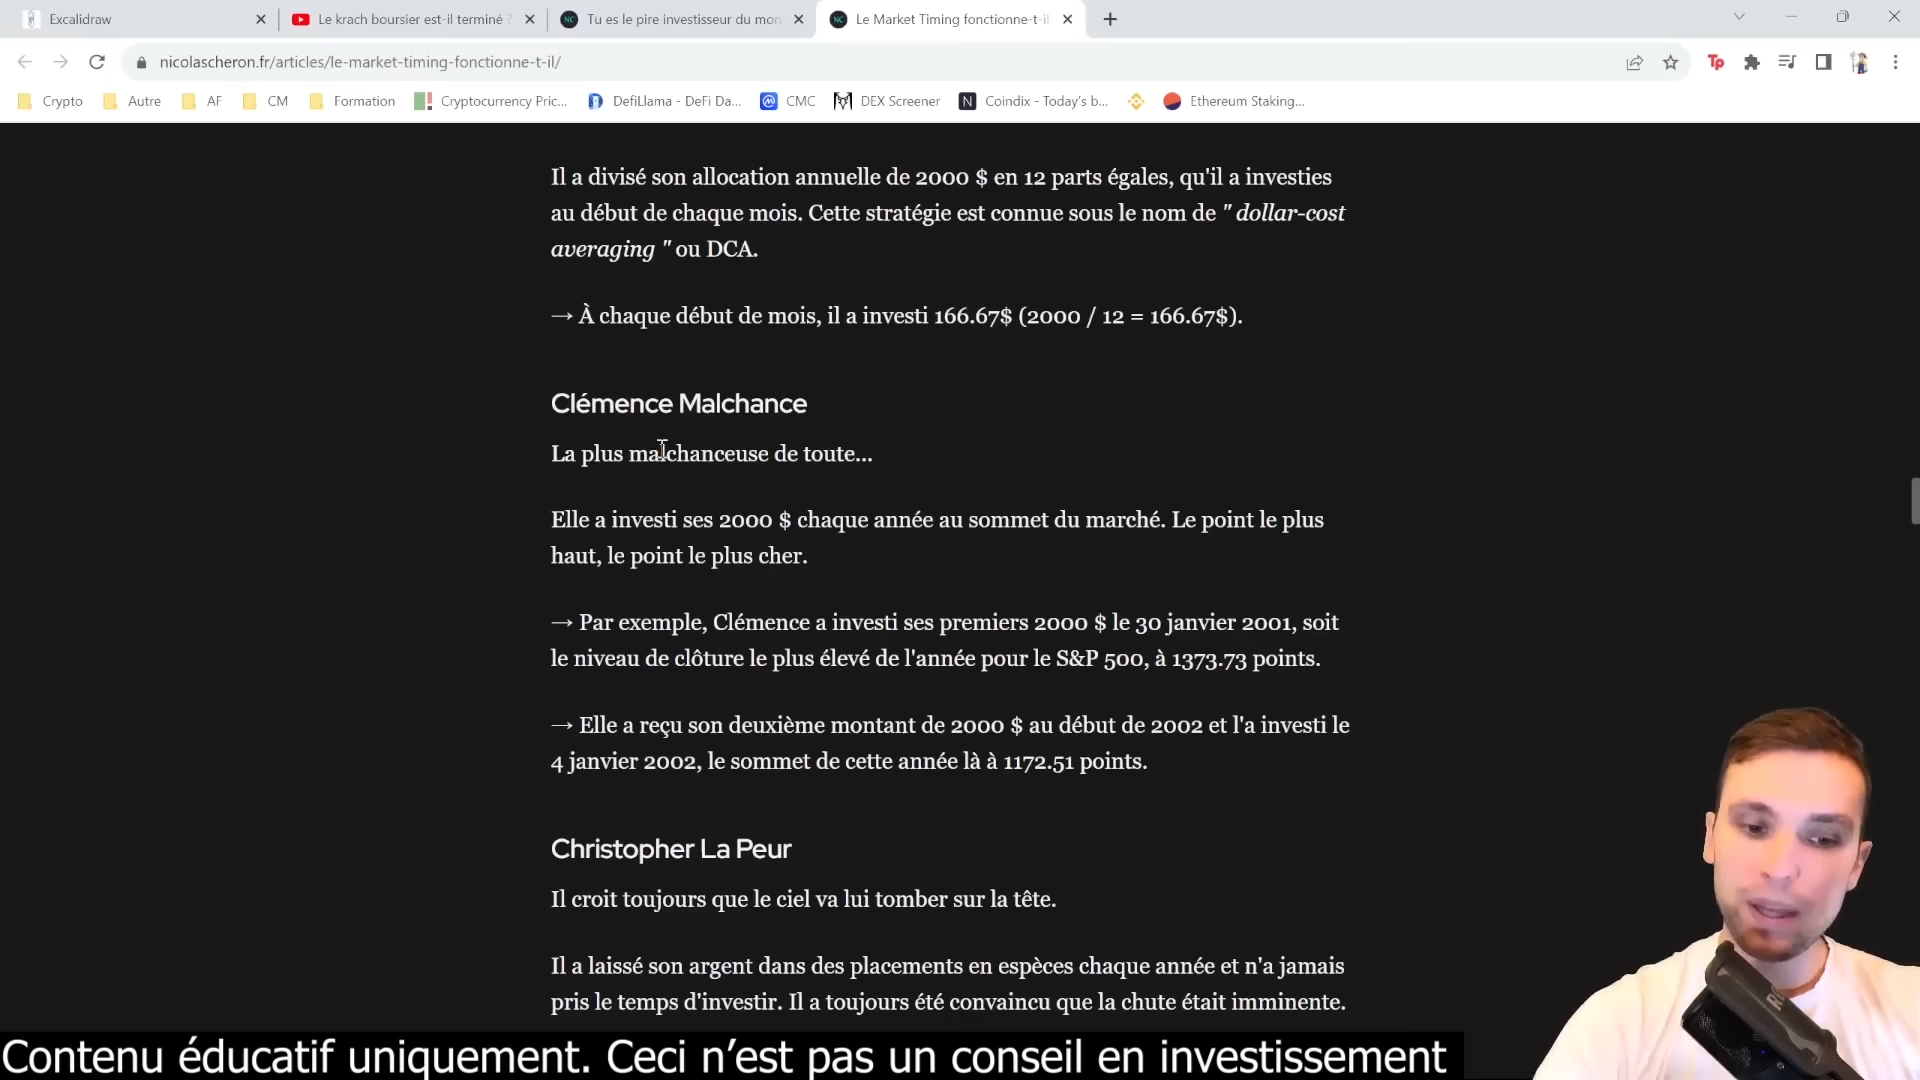 Excalidraw
Le krach boursier est-il terminé ?
Tu es le pire investisseur du mon
Le Market Timing fonctionne-t-il
nicolascheron.fr/articles/le-market-timing-fonctionne-t-il/
Crypto
Autre
AF
CM
Formation
Cryptocurrency Pric...
DefiLlama - DeFi Da...
CMC
DEX Screener
Coindix - Today's b...
Ethereum Staking...
Il a divisé son allocation annuelle de 2000 $ en 12 parts égales, qu'il a investies
au début de chaque mois. Cette stratégie est connue sous le nom de " dollar-cost
averaging " ou DCA.
→ À chaque début de mois, il a investi 166.67$ (2000 / 12 = 166.67$).
Clémence Malchance
La plus malchanceuse de toute...
Elle a investi ses 2000 $ chaque année au sommet du marché. Le point le plus
haut, le point le plus cher.
→ Par exemple, Clémence a investi ses premiers 2000 $ le 30 janvier 2001, soit
le niveau de clôture le plus élevé de l'année pour le S&P 500, à 1373.73 points.
→ Elle a reçu son deuxième montant de 2000 $ au début de 2002 et l'a investi le
4 janvier 2002, le sommet de cette année là à 1172.51 points.
Christopher La Peur
Il croit toujours que le ciel va lui tomber sur la tête.
Il a laissé son argent dans des placements en espèces chaque année et n'a jamais
pris le temps d'investir. Il a toujours été convaincu que la chute était imminente.
Contenu éducatif uniquement. Ceci n'est pas un conseil en investissement